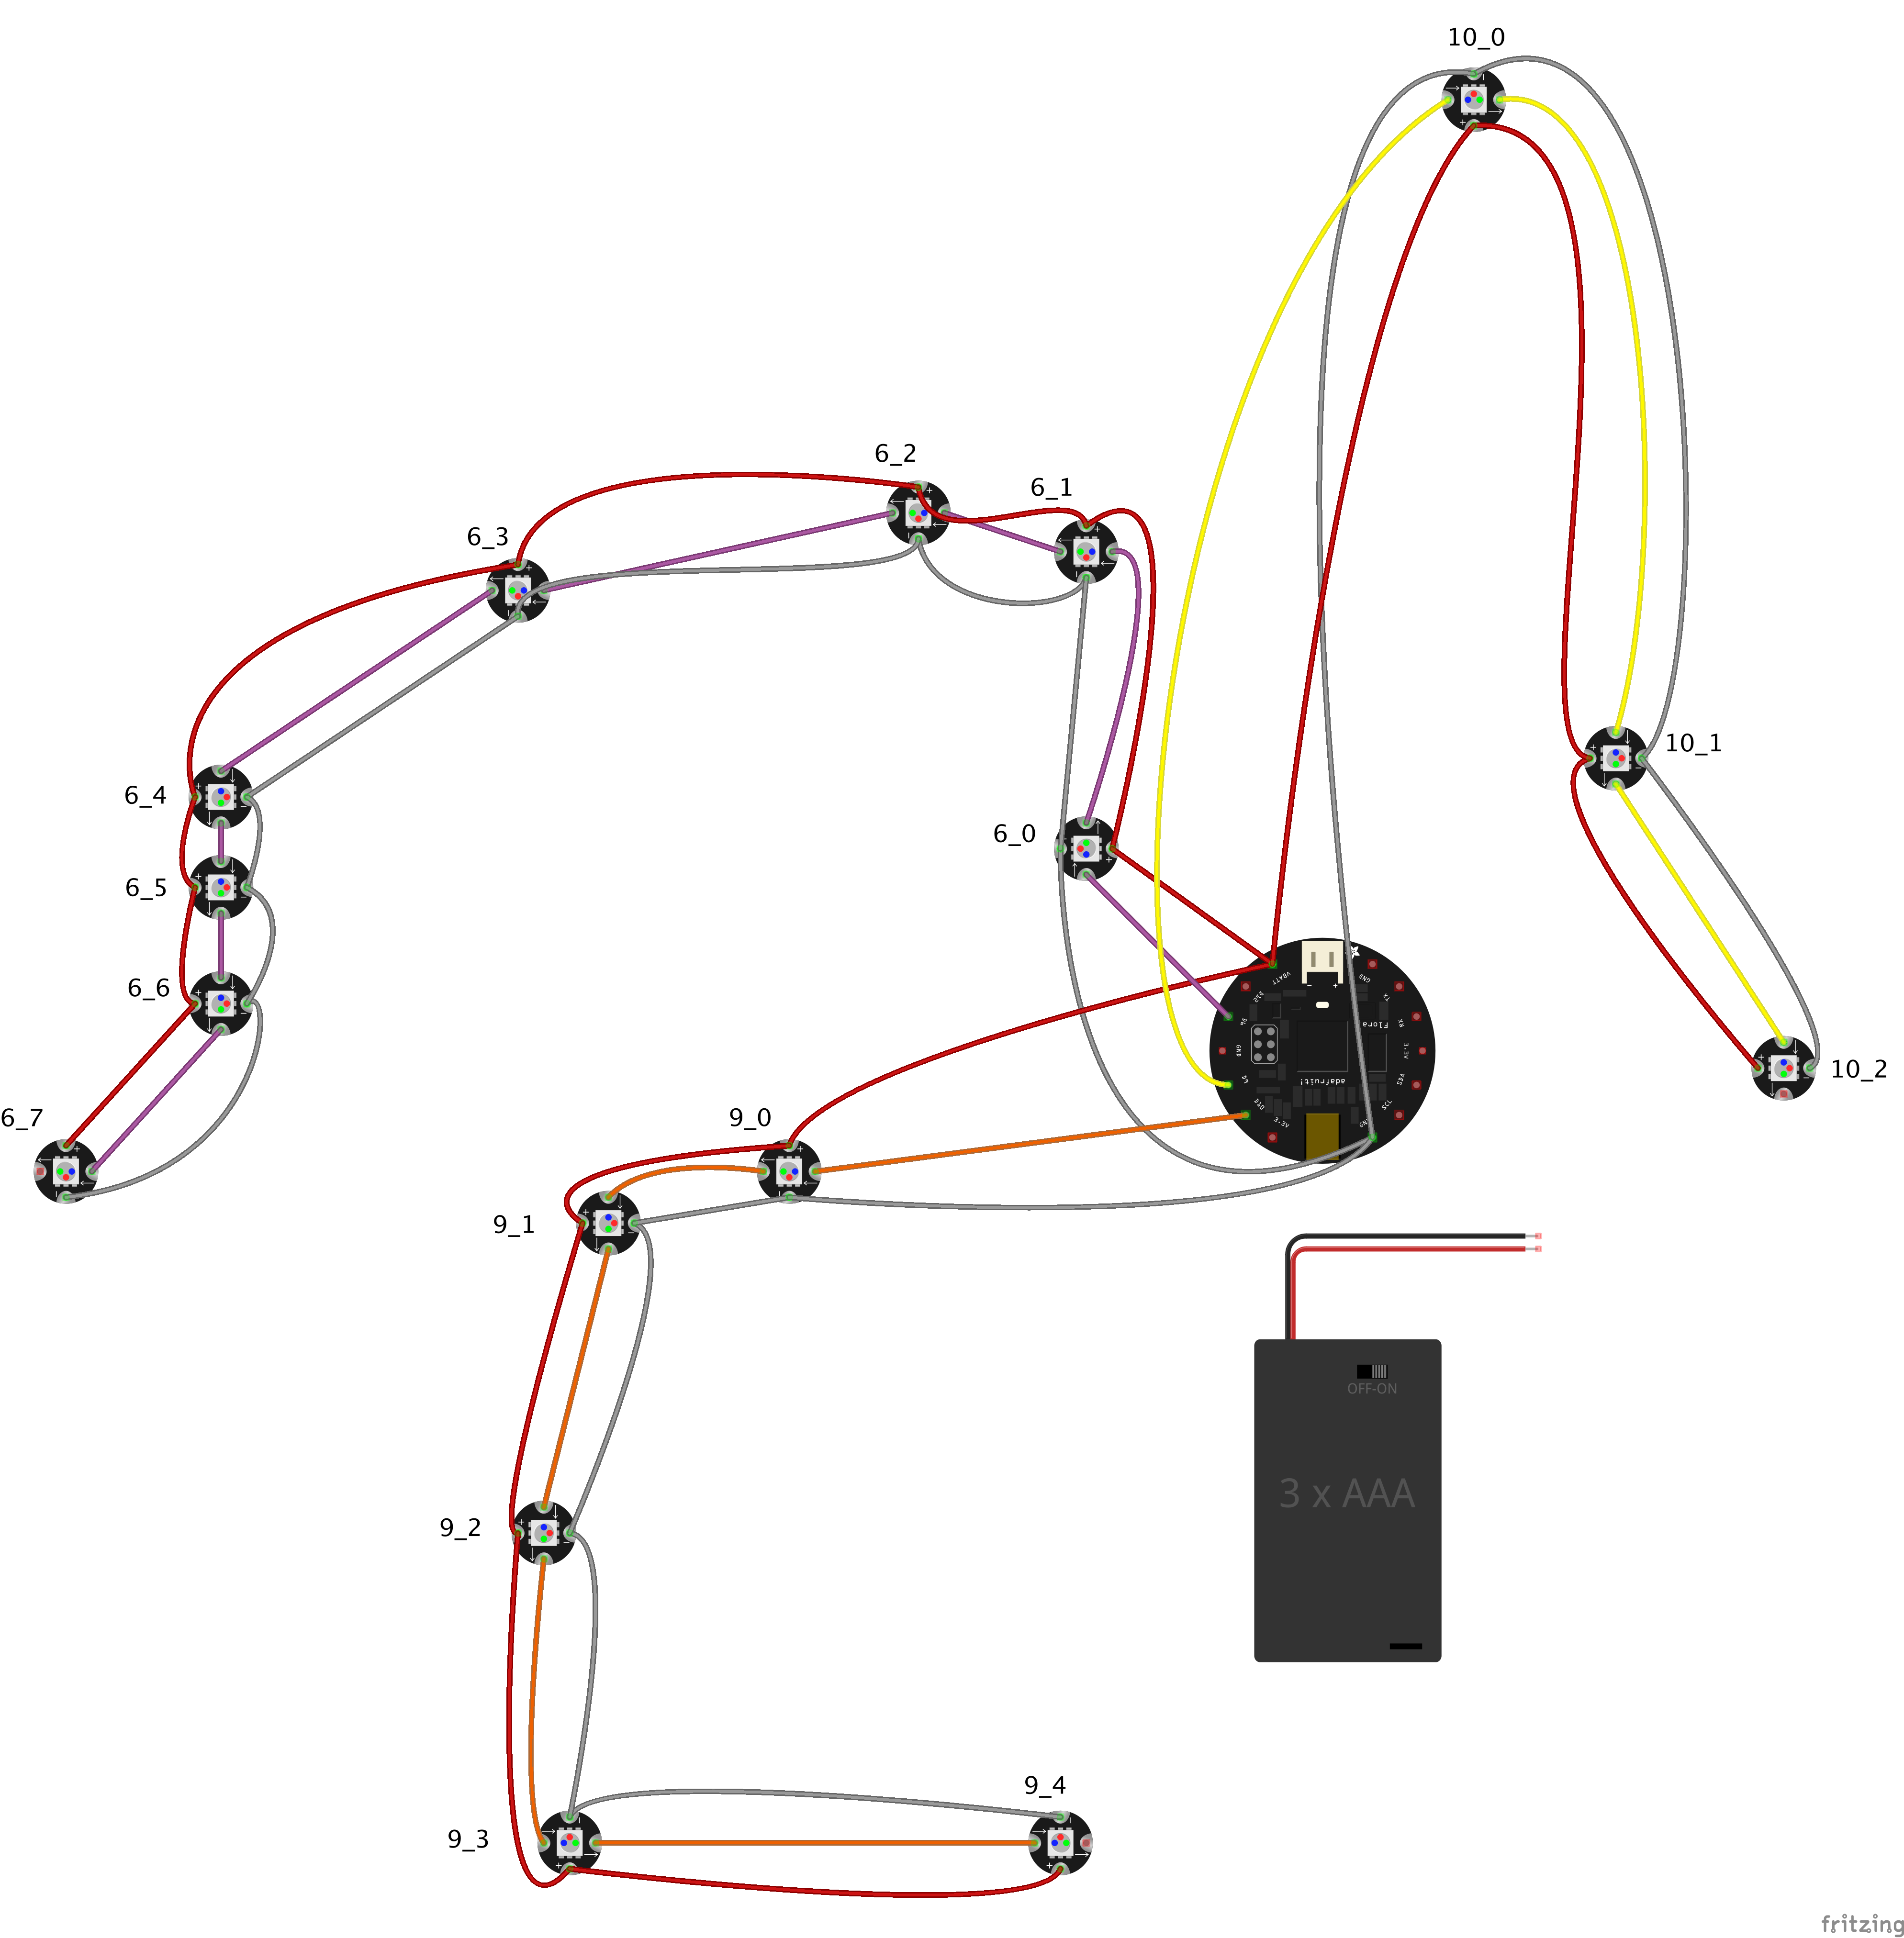 10_0
6_2
6_1
6_3
10_1
6_4
6_0
6_5
6_6
VBATT
GND
D12
TX
D6
RX
Flora
GND
3.3V
10_2
D9
adafruit!
SDA
6_7
9_0
D10
SCL
3.3V
GND
9_1
OFF-ON
3 x AAA
9_2
9_4
9_3
fritzing